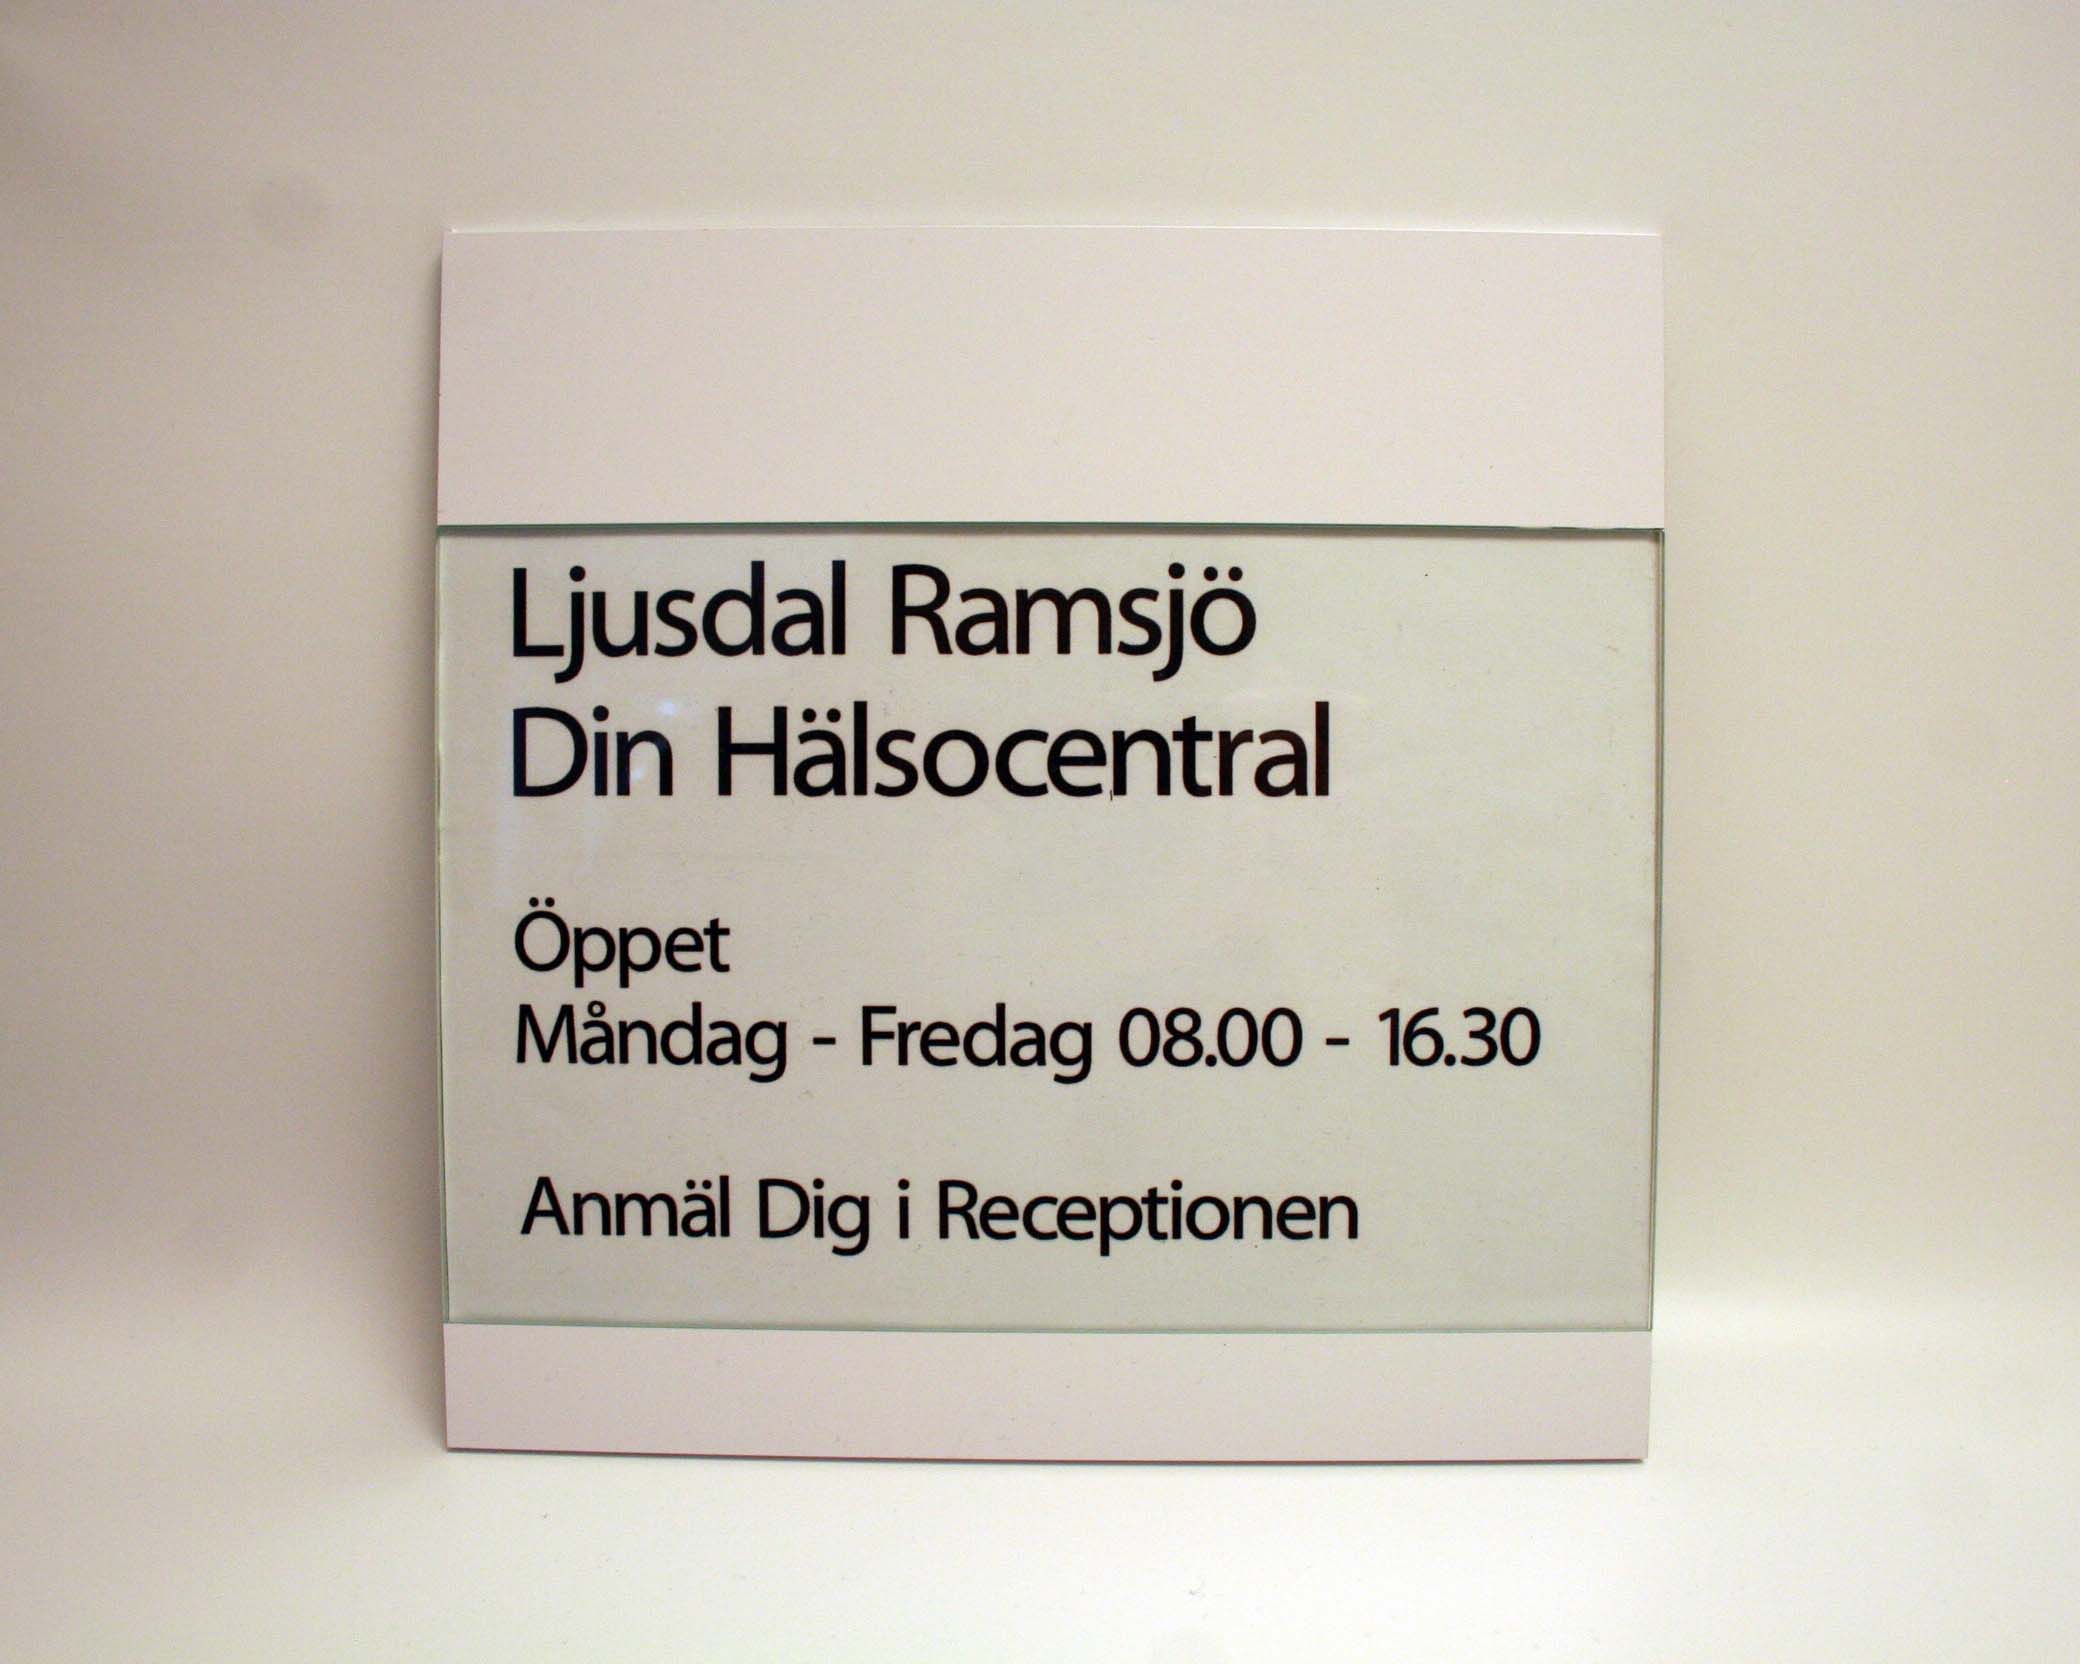 Ljusdal Ramsjö
Din Hälsocentral
Öppet
Måndag - Fredag 08.00 - 16.30
Anmäl Dig i Receptionen